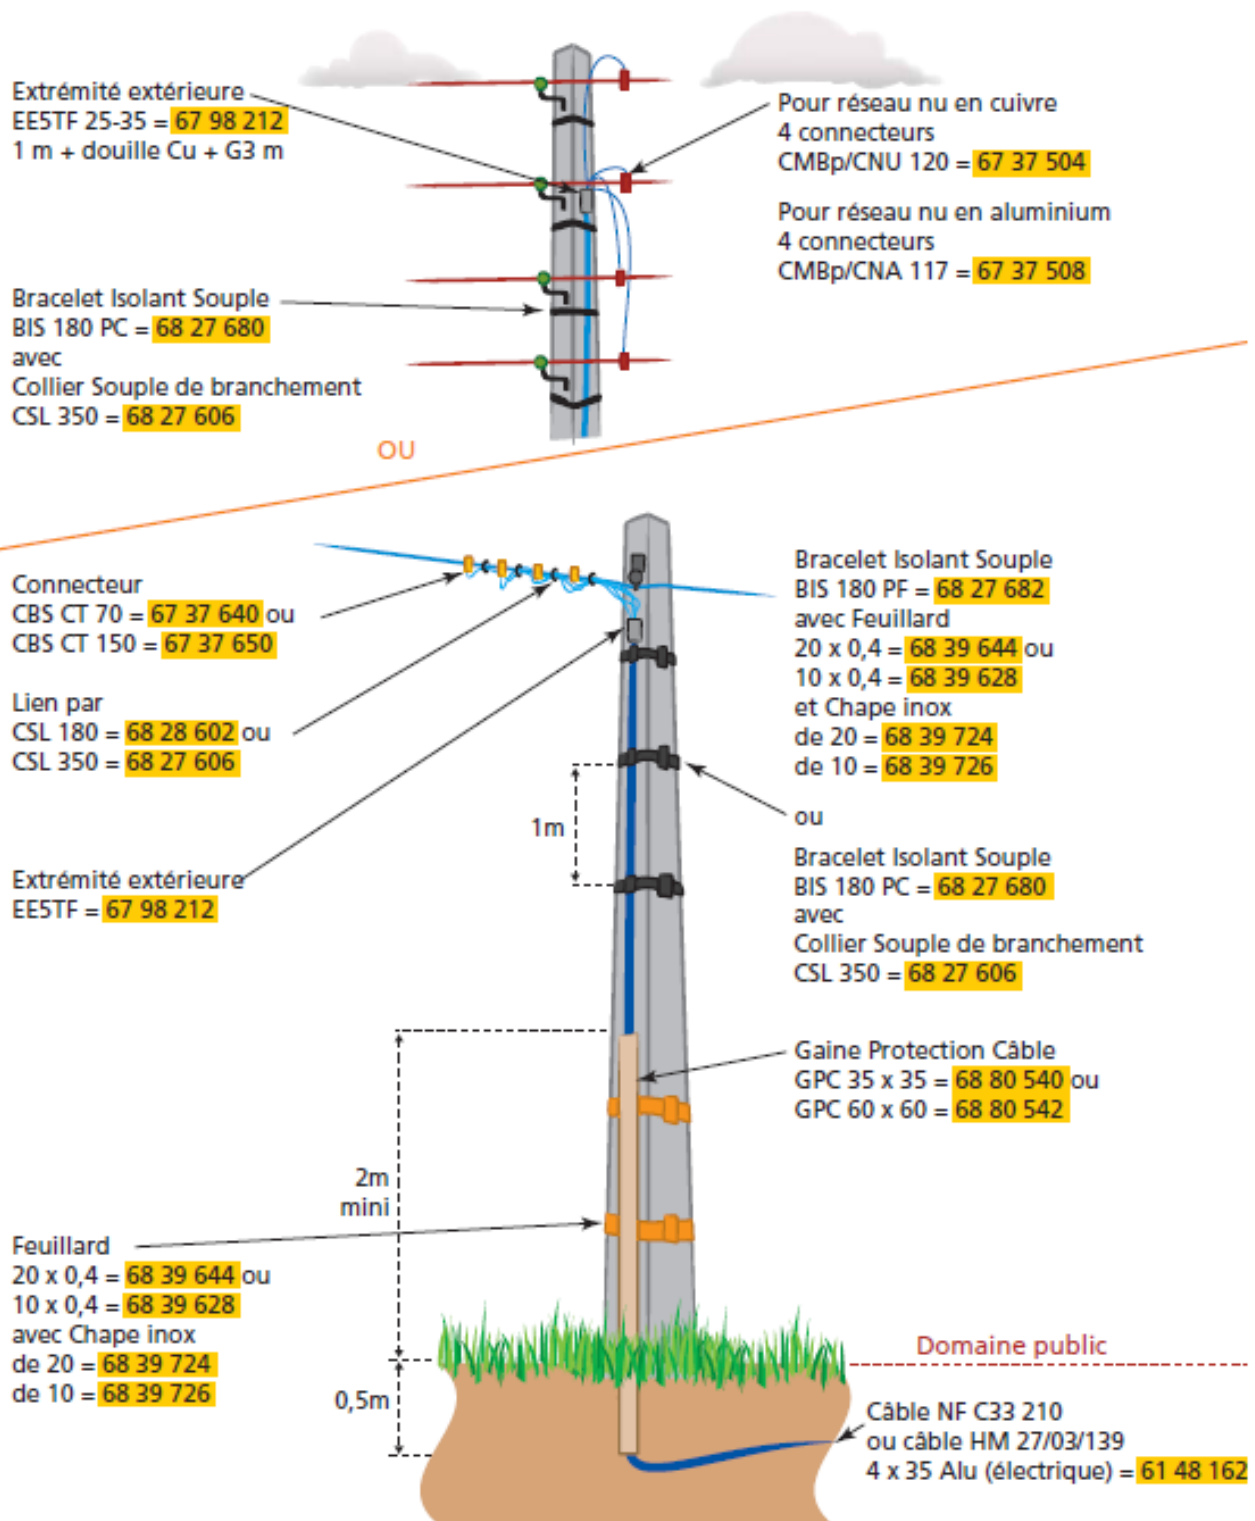 Extrémité extérieure
EE5TF 25-35 = 67 98 212
1 m + douille Cu + G3 m
Pour réseau nu en cuivre
4 connecteurs
CMBp/CNU 120 = 67 37 504
Pour réseau nu en aluminium
4 connecteurs
CMBp/CNA 117 = 67 37 508
Bracelet Isolant Souple
BIS 180 PC = 68 27 680
avec
Collier Souple de branchement
CSL 350 = 68 27 606
OU
Connecteur
CBS CT 70 = 67 37 640 ou
CBS CT 150 = 67 37 650
Lien par
CSL 180 = 68 28 602 ou
CSL 350 = 68 27 606
Extrémité extérieure
EE5TF = 67 98 212
Bracelet Isolant Souple
BIS 180 PF = 68 27 682
avec Feuillard
20 x 0,4 = 68 39 644 ou
10 x 0,4 = 68 39 628
et Chape inox
de 20 = 68 39 724
de 10 = 68 39 726
ou
Bracelet Isolant Souple
BIS 180 PC = 68 27 680
avec
Collier Souple de branchement
CSL 350 = 68 27 606
1m
Gaine Protection Câble
GPC 35 x 35 = 68 80 540 ou
GPC 60 x 60 = 68 80 542
2m
mini
Feuillard
20 x 0,4 = 68 39 644 ou
10 x 0,4 = 68 39 628
avec Chape inox
de 20 = 68 39 724
de 10 = 68 39 726
0,5m
Domaine public
Câble NF C33 210
ou câble HM 27/03/139
4 x 35 Alu (électrique) = 61 48 162